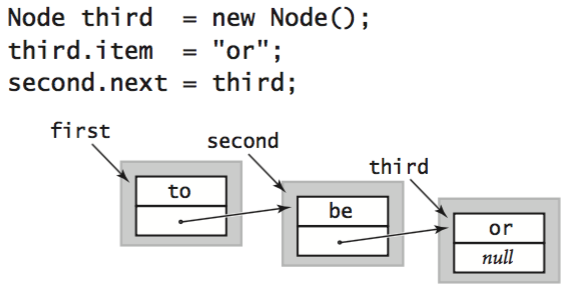 Node third  = new Node();
third.item  = "or";
second.next = third;
first
second
third
to
be
or
null